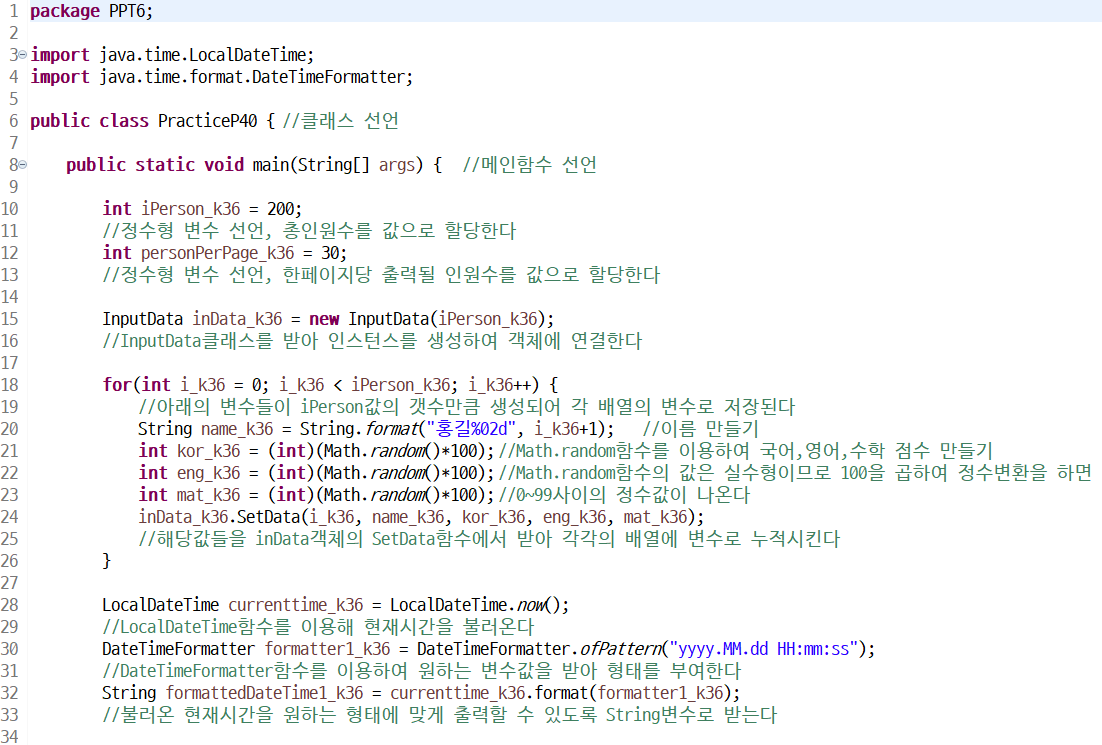 1 package PPT6;
2
3 import java.time.LocalDateTime;
4 import java.time.format.DateTimeFormatter;
5
6 public class PracticeP40 { //클래스 선언
7
8     public static void main(String[] args) {  //메인함수 선언
9
10         int iPerson_k36 = 200;
11         //정수형 변수 선언, 총인원수를 값으로 할당한다
12         int personPerPage_k36 = 30;
13         //정수형 변수 선언, 한페이지당 출력될 인원수를 값으로 할당한다
14
15         InputData inData_k36 = new InputData(iPerson_k36);
16         //InputData클래스를 받아 인스턴스를 생성하여 객체에 연결한다
17
18         for(int i_k36 = 0; i_k36 < iPerson_k36; i_k36++) {
19             //아래의 변수들이 iPerson값의 갯수만큼 생성되어 각 배열의 변수로 저장된다
20             String name_k36 = String.format("홍길%02d", i_k36+1);   //이름 만들기
21             int kor_k36 = (int)(Math.random()*100); //Math.random함수를 이용하여 국어,영어,수학 점수 만들기
22             int eng_k36 = (int)(Math.random()*100); //Math.random함수의 값은 실수형이므로 100을 곱하여 정수변환을 하면
23             int mat_k36 = (int)(Math.random()*100); //0~99사이의 정수값이 나온다
24             inData_k36.SetData(i_k36, name_k36, kor_k36, eng_k36, mat_k36);
25             //해당값들을 inData객체의 SetData함수에서 받아 각각의 배열에 변수로 누적시킨다
26         }
27
28         LocalDateTime currenttime_k36 = LocalDateTime.now();
29         //LocalDateTime함수를 이용해 현재시간을 불러온다
30         DateTimeFormatter formatter1_k36 = DateTimeFormatter.ofPattern("yyyy.MM.dd HH:mm:ss");
31         //DateTimeFormatter함수를 이용하여 원하는 변수값을 받아 형태를 부여한다
32         String formattedDateTime1_k36 = currenttime_k36.format(formatter1_k36);
33         //불러온 현재시간을 원하는 형태에 맞게 출력할 수 있도록 String변수로 받는다
34